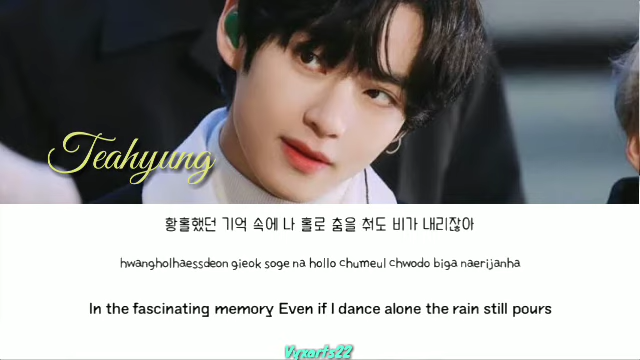 Teahyung
황홀했던 기억 속에 나 홀로 춤을 춰도 비가 내리잖아
hwangholhaessdeon gieok soge na hollo chumeul chwodo biga naerijanha
In the fascinating memory Even if I dance alone the rain still pours
Vyxarts22